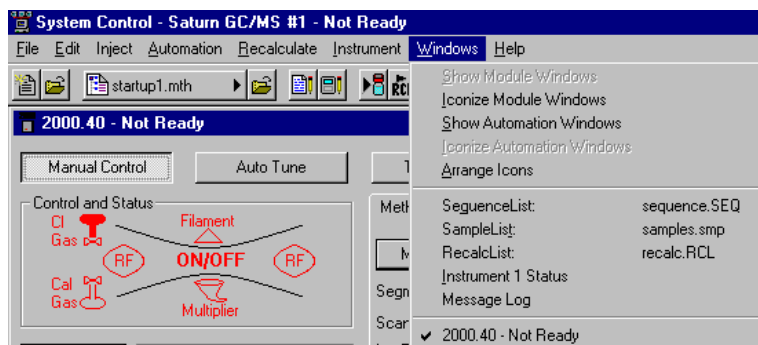 System Control - Saturn GC/MS #1 - Not Ready
File Edit Inject Automation Recalculate Instrument Windows Help
startup1.mth
Show Module Windows
Iconize Module Windows
Show Automation Windows
Iconize Automation Windows
Arrange Icons
SequenceList: sequence.SEQ
SampleList: samples.smp
RecalcList: recalc.RCL
Instrument 1 Status
Message Log
2000.40 - Not Ready
2000.40 - Not Ready
Manual Control Auto Tune
Control and Status
CI Gas
Filament
RF ON/OFF RF
Cal Gas
Multiplier